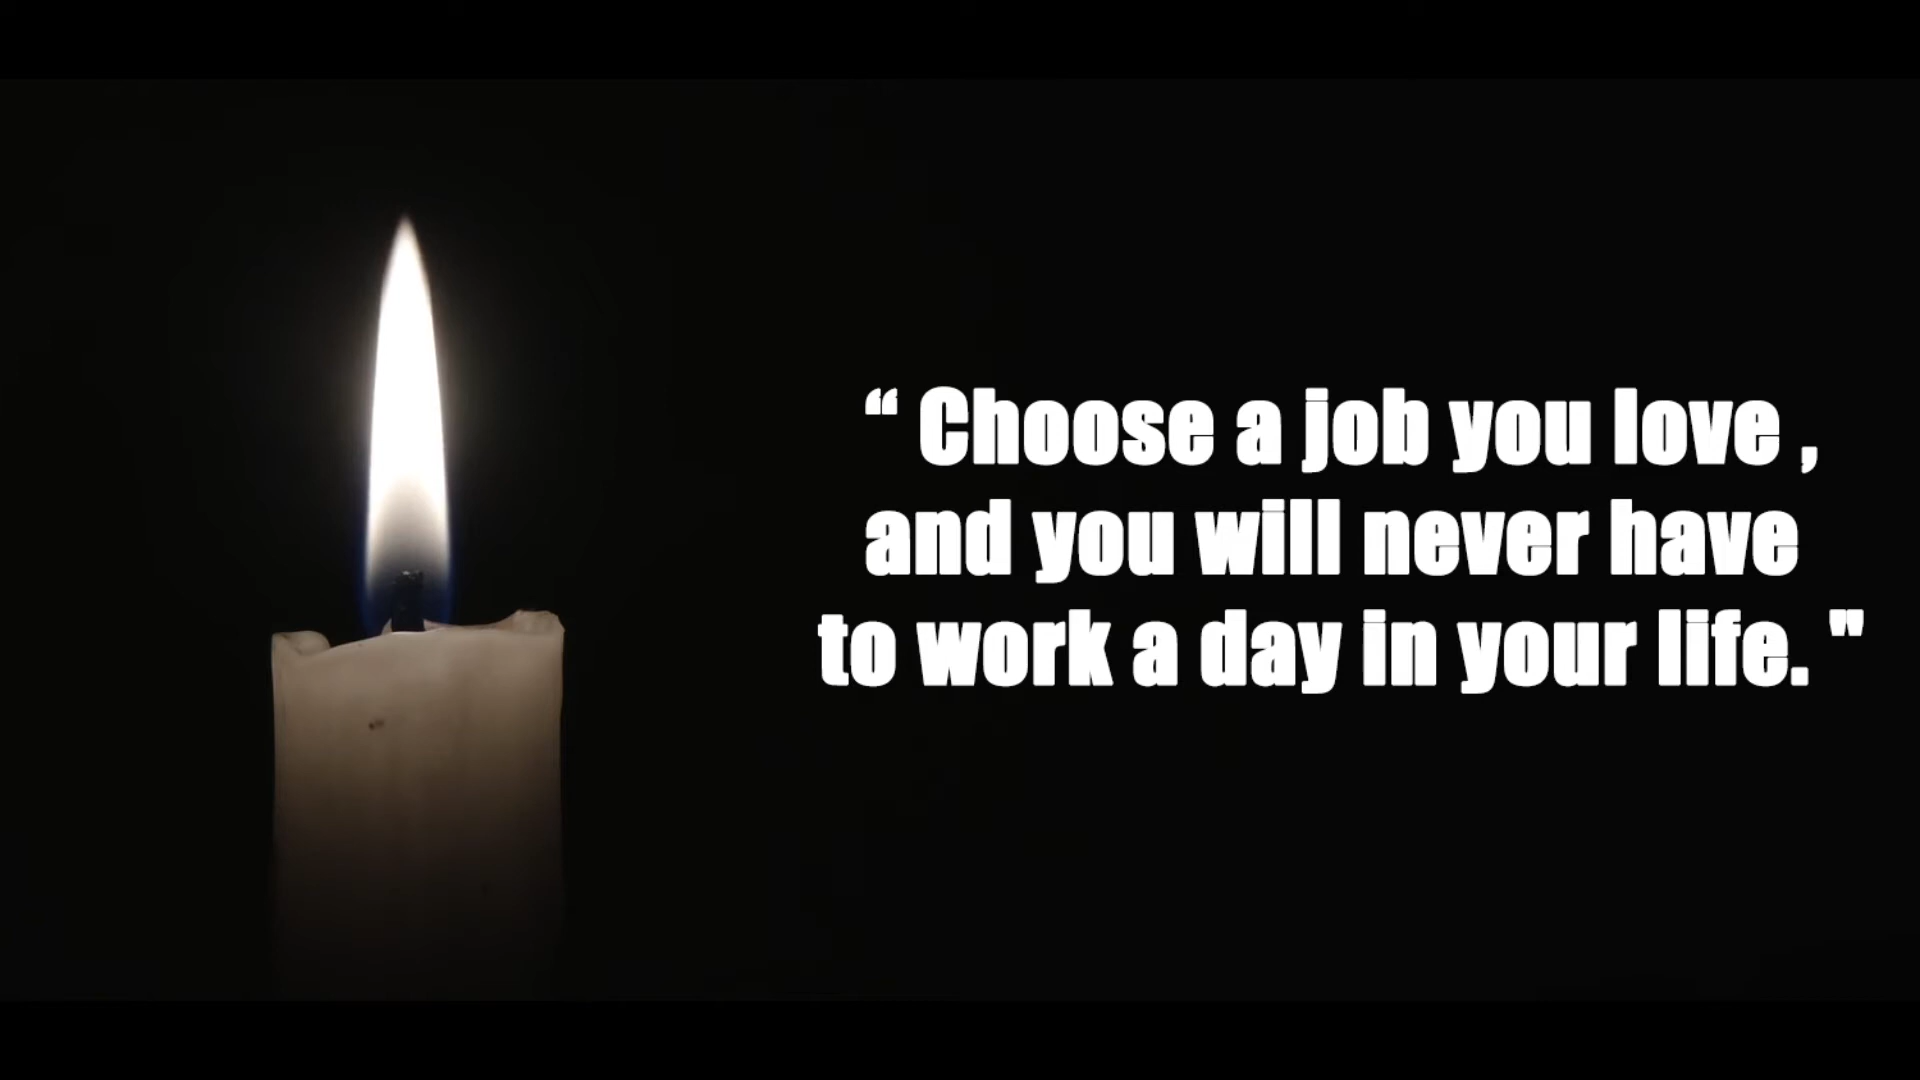 “ Choose a job you love ,
and you will never have
to work a day in your life. "